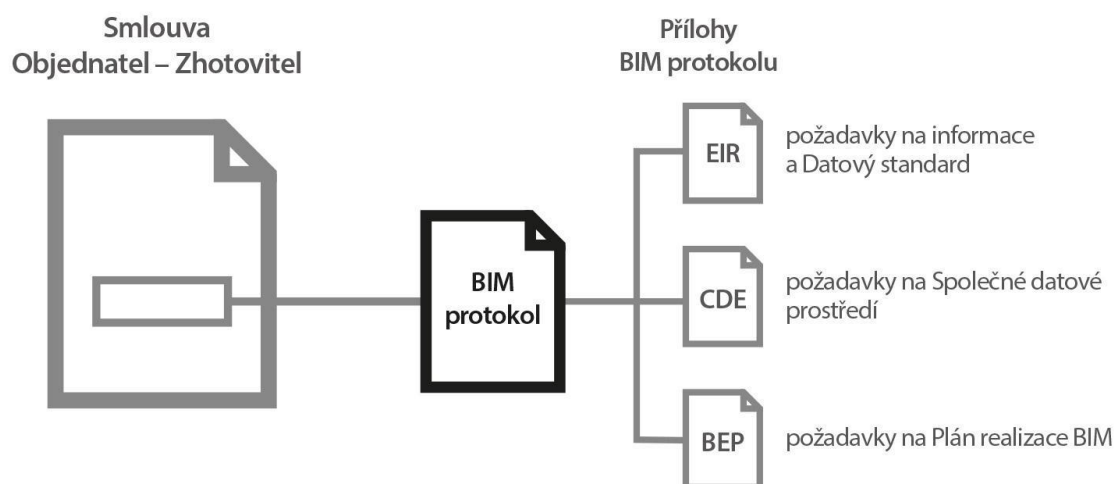 Smlouva
Objednatel – Zhotovitel
BIM
protokol
Přílohy
BIM protokolu
EIR
požadavky na informace
a Datový standard
CDE
požadavky na Společné datové
prostředí
BEP
požadavky na Plán realizace BIM